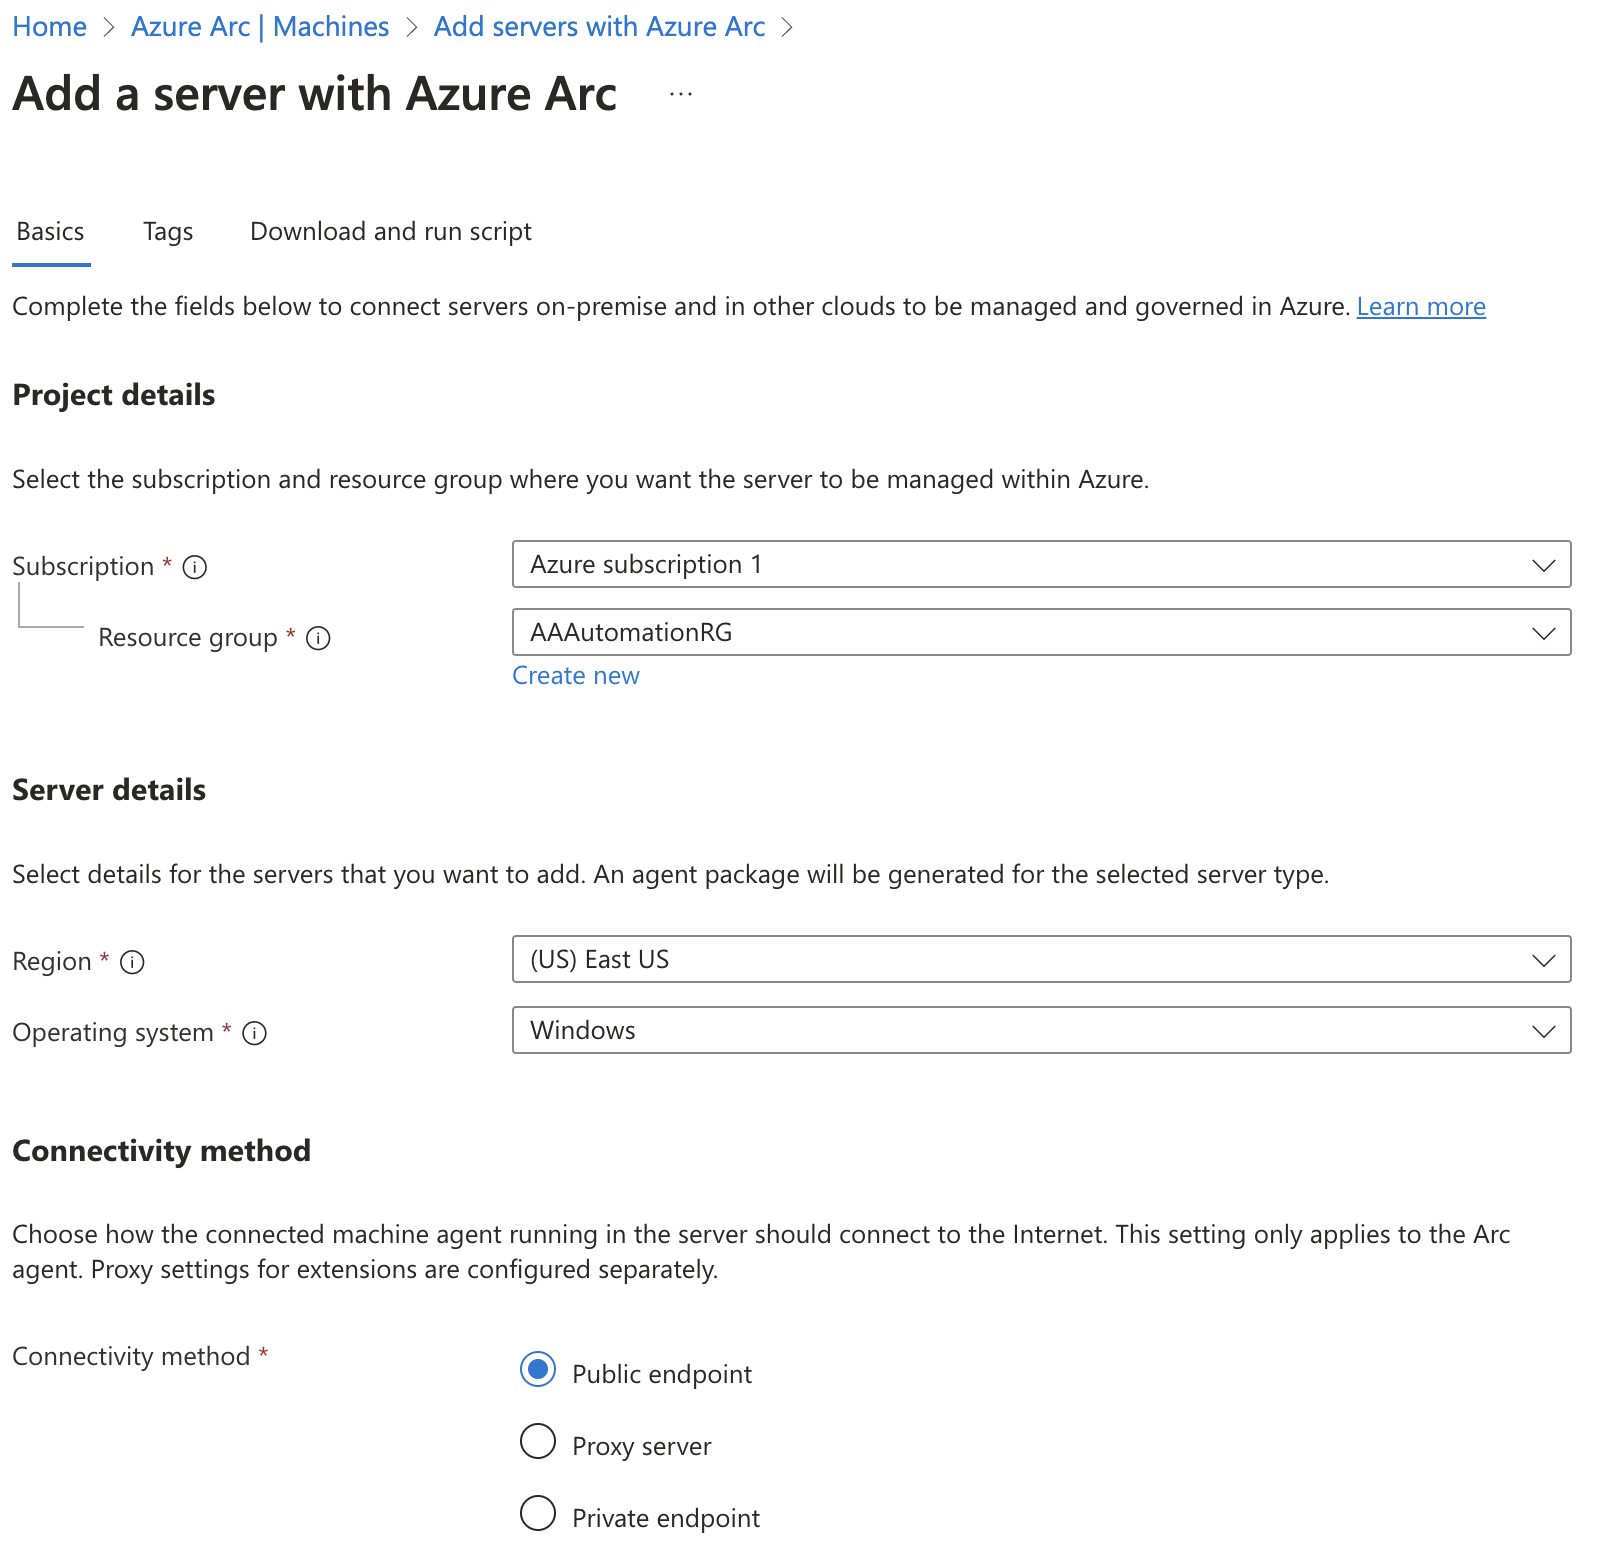 Home > Azure Arc | Machines > Add servers with Azure Arc >
Add a server with Azure Arc ...
Basics Tags Download and run script
Complete the fields below to connect servers on-premise and in other clouds to be managed and governed in Azure. Learn more
Project details
Select the subscription and resource group where you want the server to be managed within Azure.
Subscription * Azure subscription 1
Resource group * AAAutomationRG
Create new
Server details
Select details for the servers that you want to add. An agent package will be generated for the selected server type.
Region * (US) East US
Operating system * Windows
Connectivity method
Choose how the connected machine agent running in the server should connect to the Internet. This setting only applies to the Arc
agent. Proxy settings for extensions are configured separately.
Connectivity method * Public endpoint
Proxy server
Private endpoint